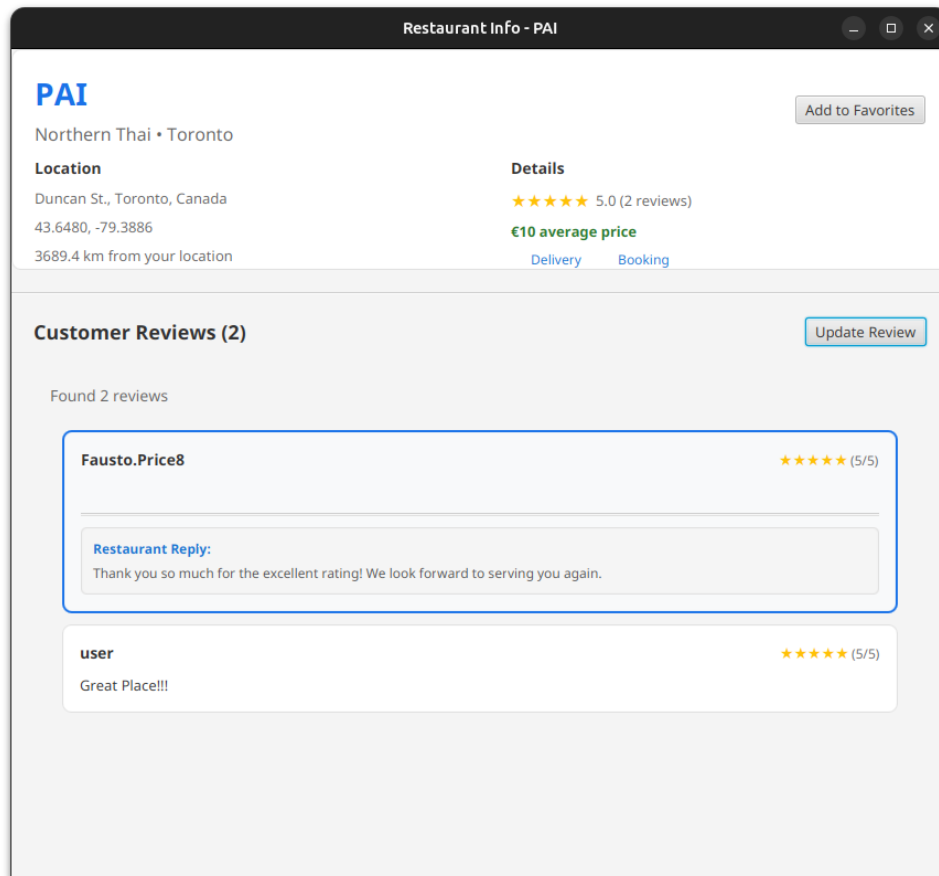 Restaurant Info - PAI
PAI
Add to Favorites
Northern Thai • Toronto
Location
Duncan St., Toronto, Canada
43.6480, -79.3886
3689.4 km from your location
Details
★★★★★ 5.0 (2 reviews)
€10 average price
Delivery Booking
Customer Reviews (2)
Update Review
Found 2 reviews
Fausto.Price8 ★★★★★ (5/5)
Restaurant Reply:
Thank you so much for the excellent rating! We look forward to serving you again.
user ★★★★★ (5/5)
Great Place!!!